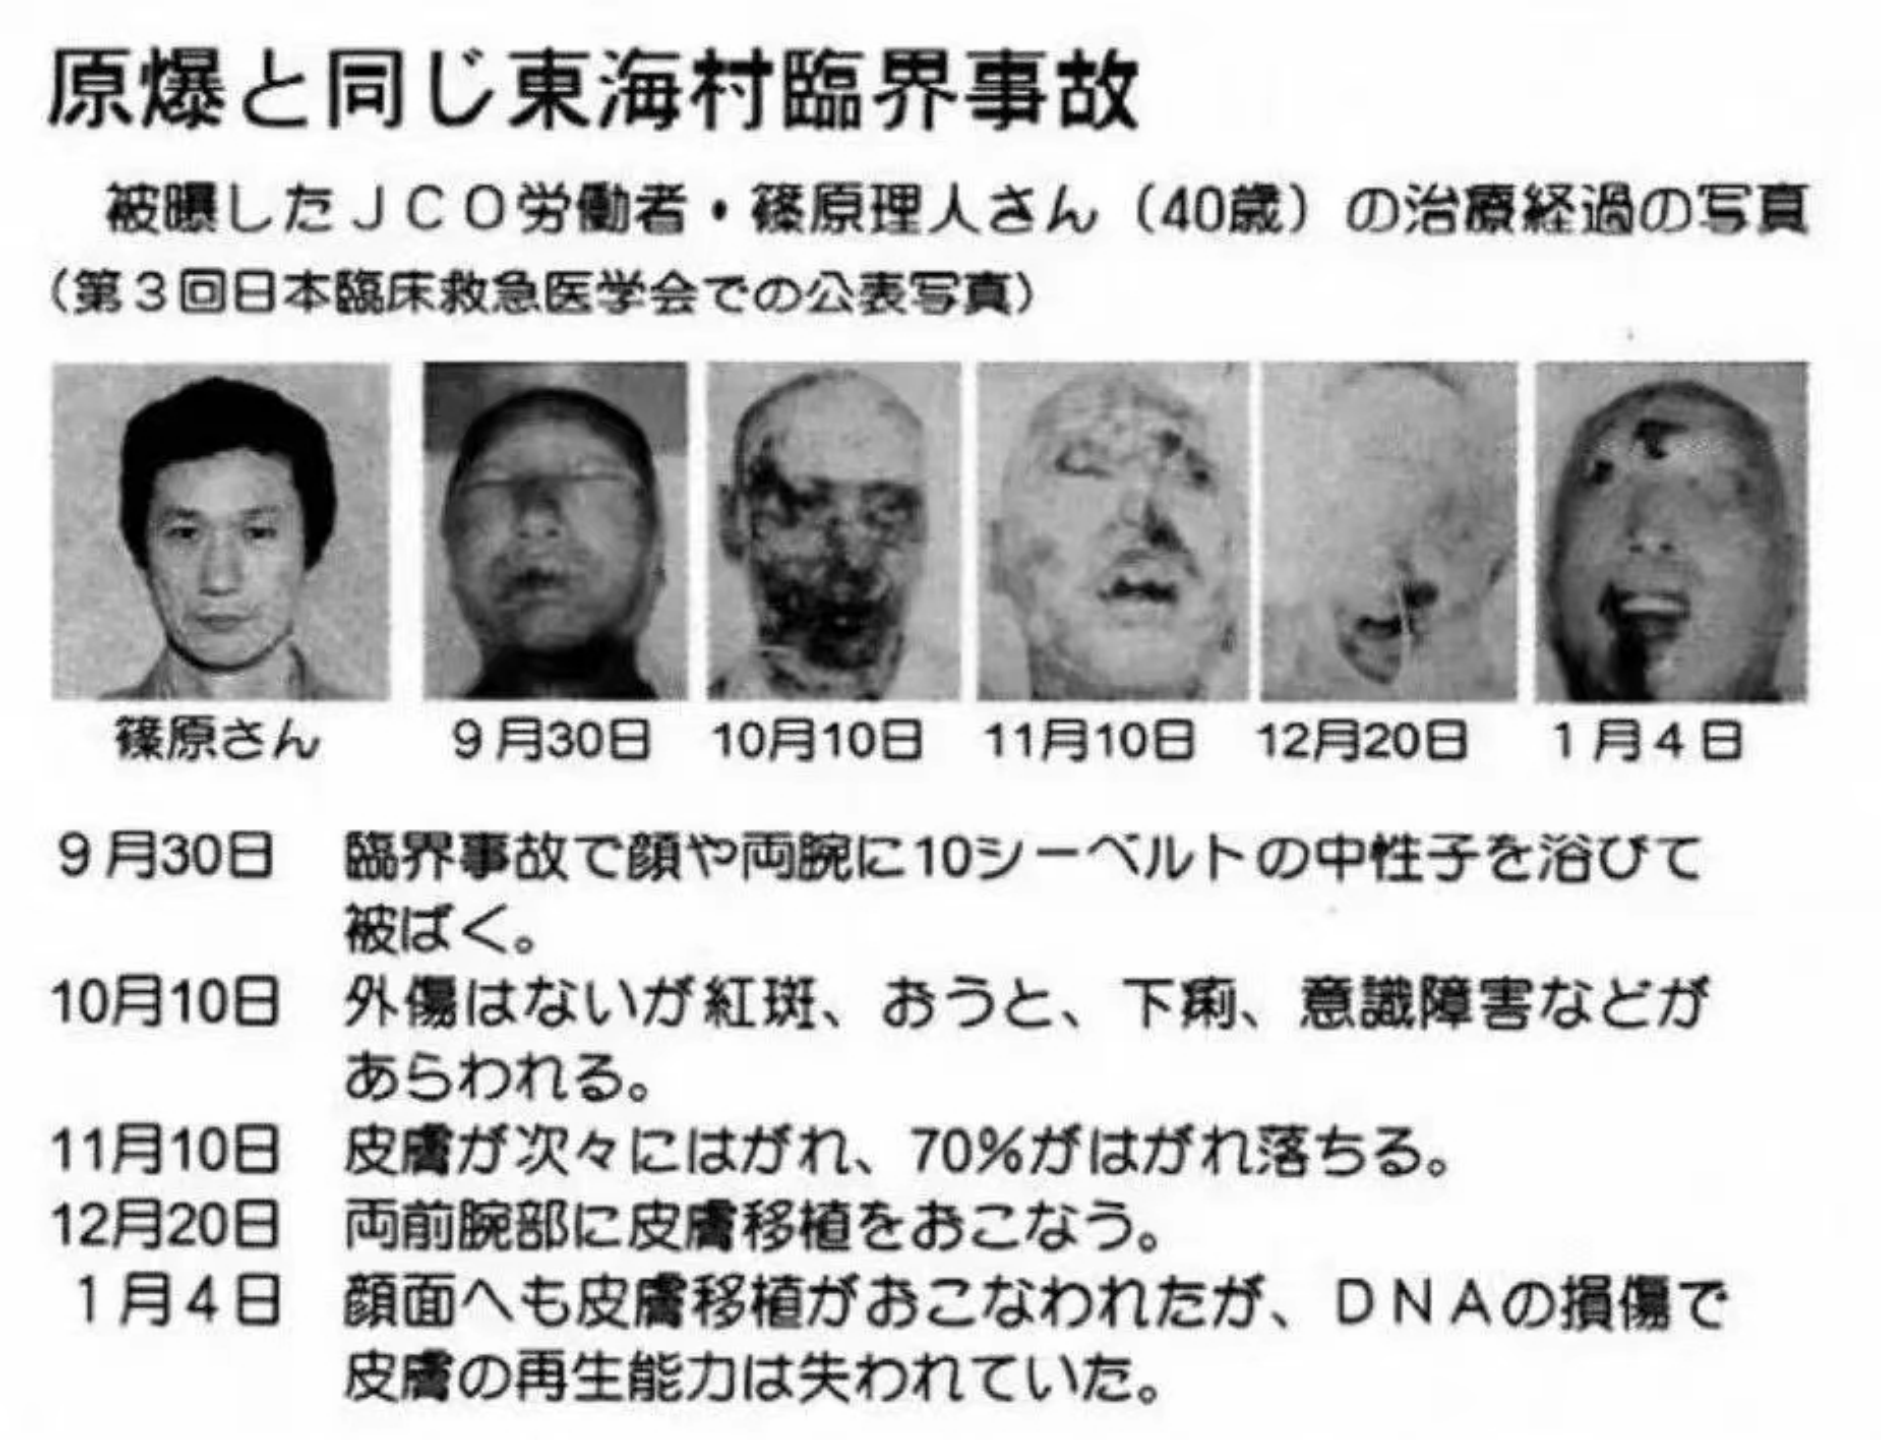 原爆と同じ東海村臨界事故
被曝したＪＣＯ労働者・篠原理人さん（40歳）の治療経過の写真
（第３回日本臨床救急医学会での公表写真）
篠原さん　９月30日　10月10日　11月10日　12月20日　１月４日
９月30日　臨界事故で顔や両腕に10シーベルトの中性子を浴びて
被ばく。
10月10日　外傷はないが紅斑、おうと、下痢、意識障害などが
あらわれる。
11月10日　皮膚が次々にはがれ、70％がはがれ落ちる。
12月20日　両前腕部に皮膚移植をおこなう。
１月４日　顔面へも皮膚移植がおこなわれたが、ＤＮＡの損傷で
皮膚の再生能力は失われていた。